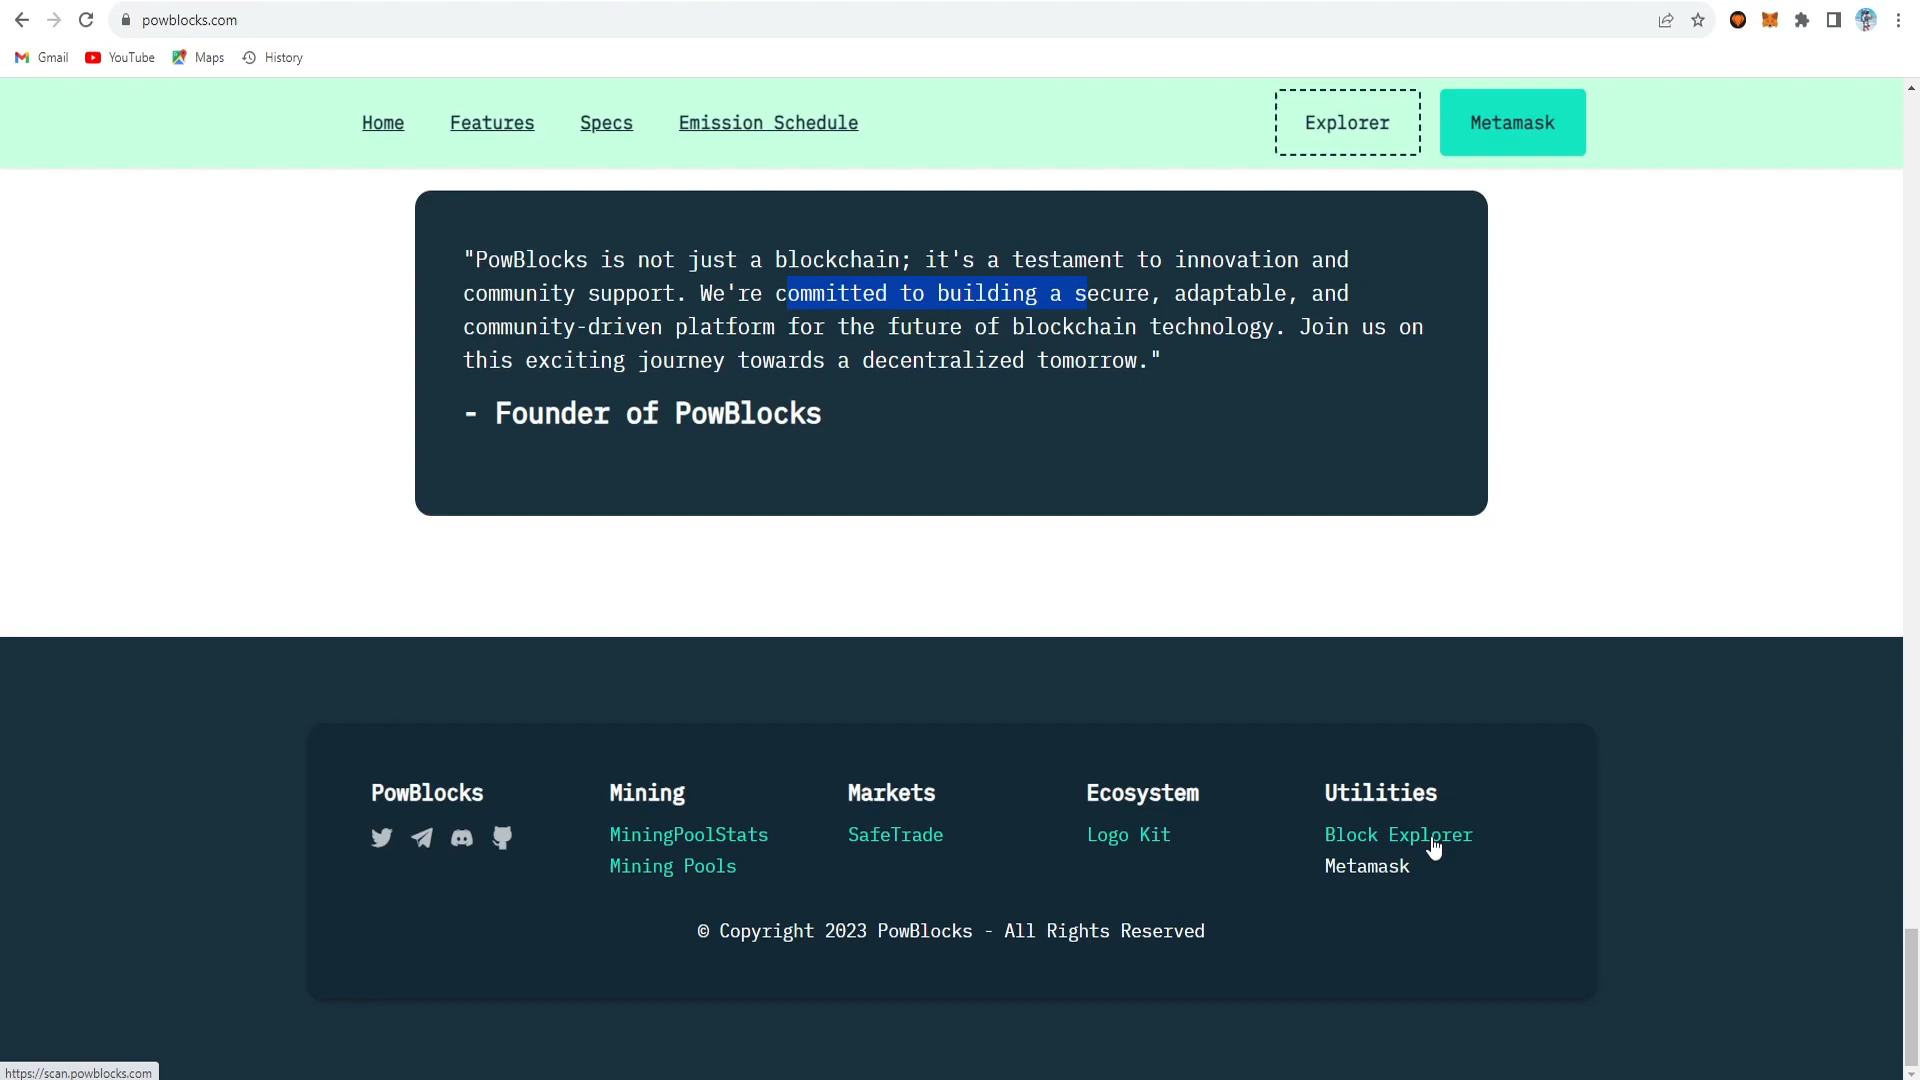 powblocks.com
Gmail YouTube Maps History
Home Features Specs Emission Schedule Explorer Metamask
"PowBlocks is not just a blockchain; it's a testament to innovation and
community support. We're committed to building a secure, adaptable, and
community-driven platform for the future of blockchain technology. Join us on
this exciting journey towards a decentralized tomorrow."
- Founder of PowBlocks
PowBlocks Mining Markets Ecosystem Utilities
MiningPoolStats SafeTrade Logo Kit Block Explorer
Mining Pools Metamask
© Copyright 2023 PowBlocks - All Rights Reserved
https://scan.powblocks.com